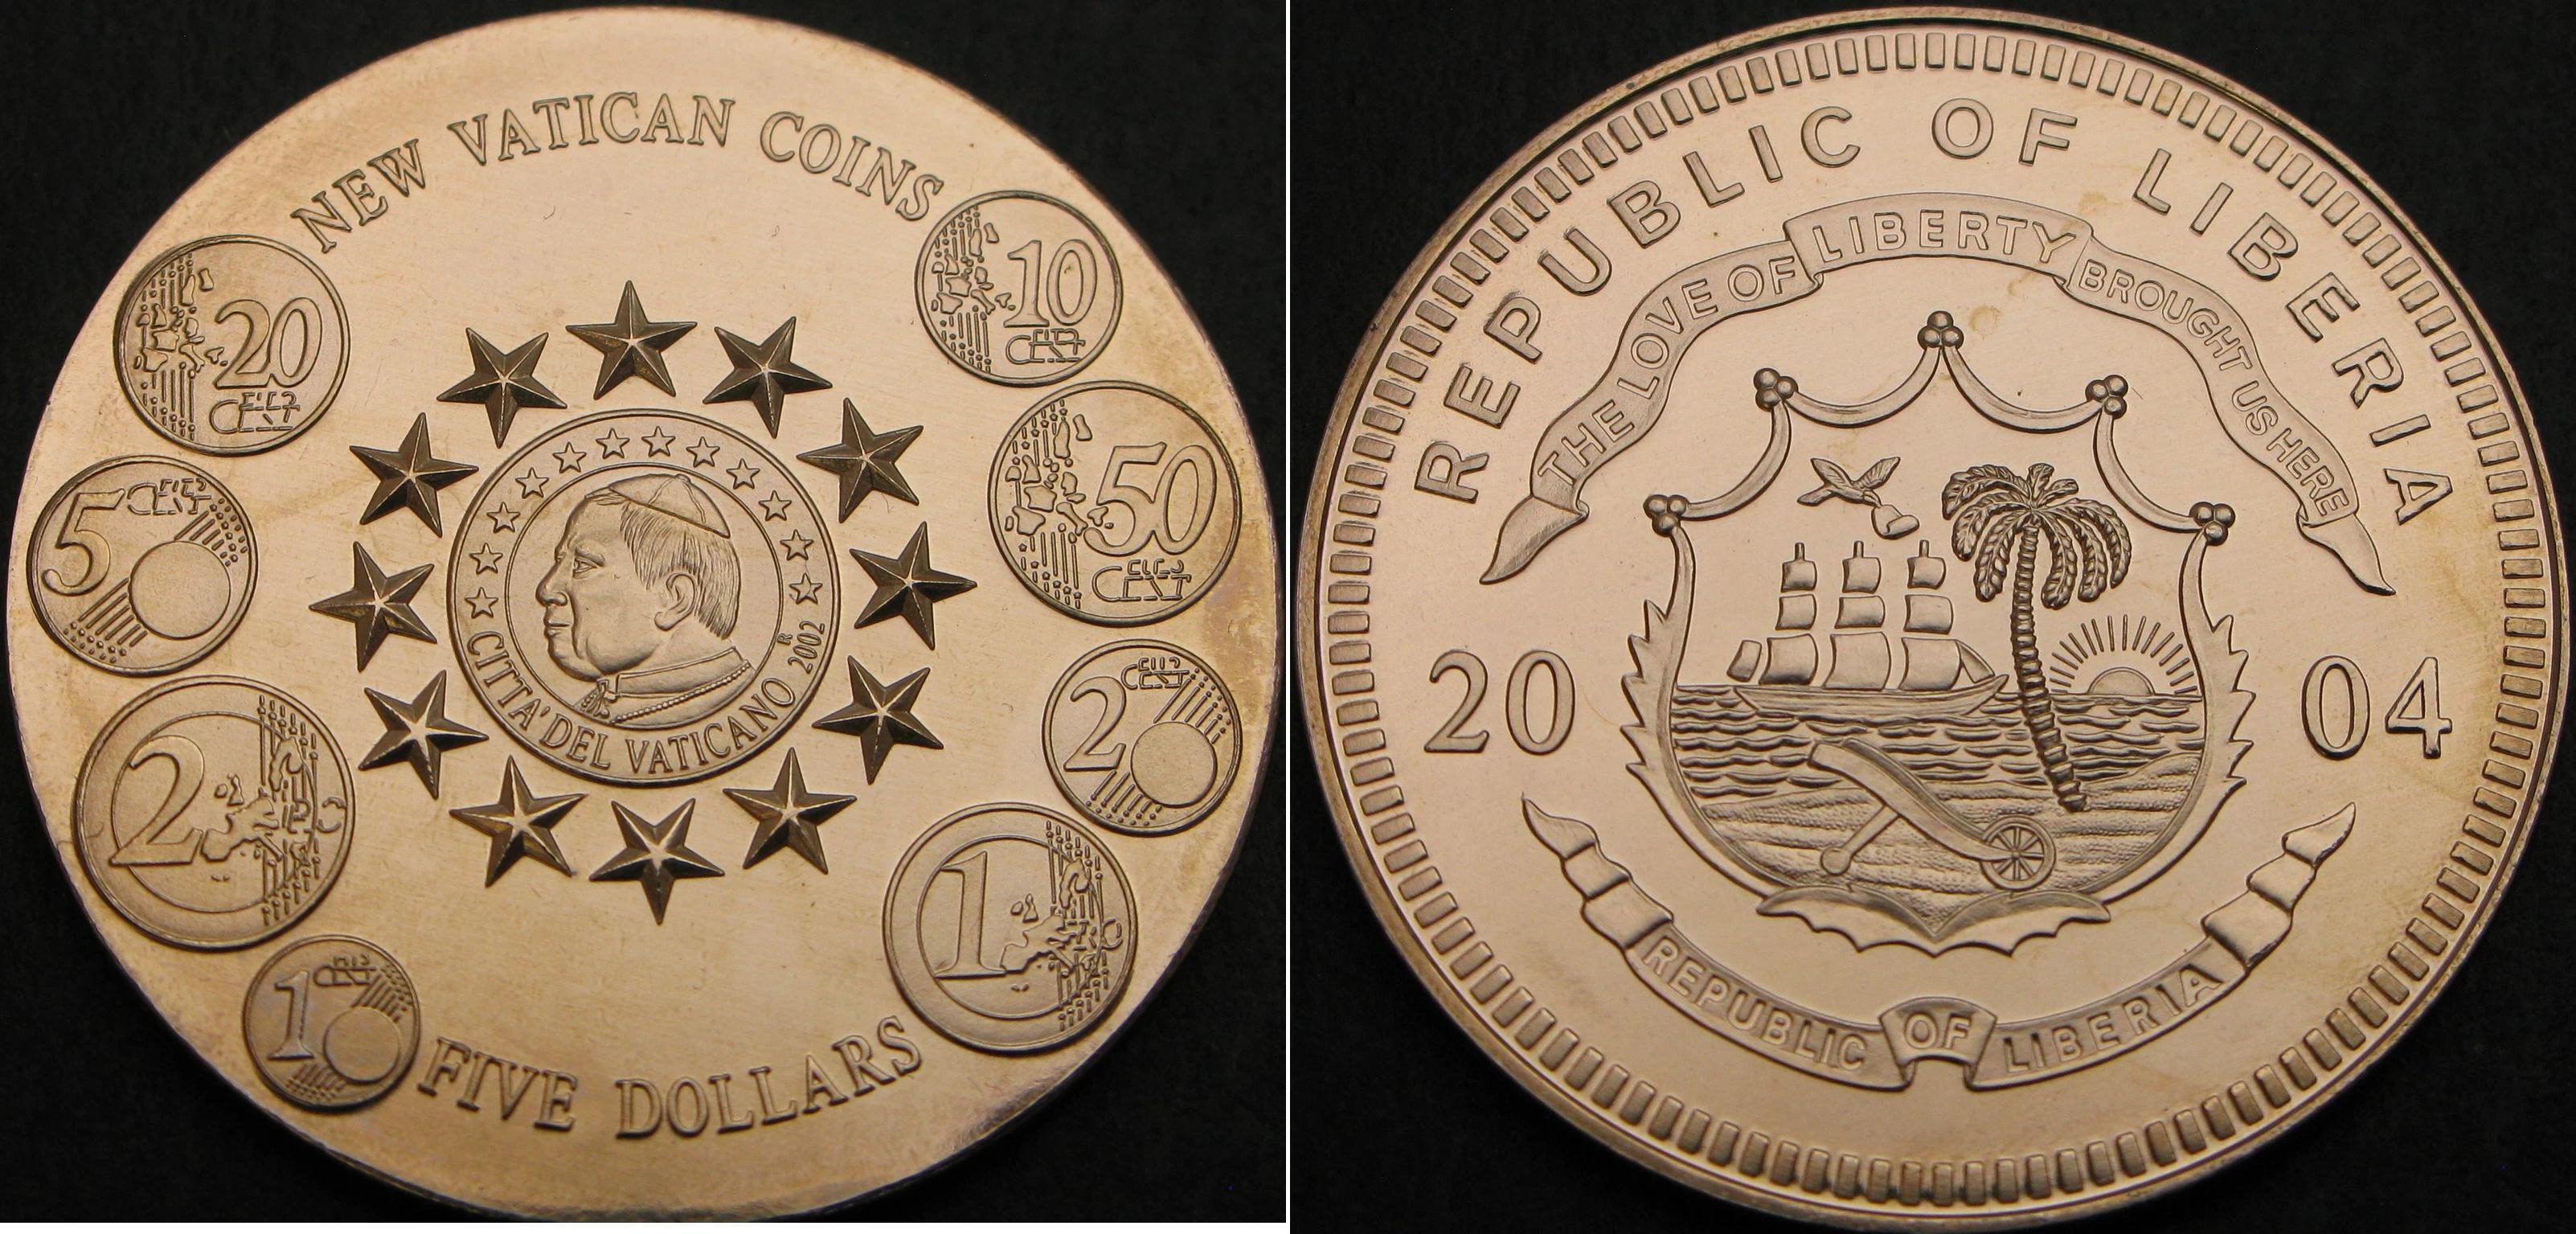 NEW VATICAN COINS
10
CENT
20
CENT
50
CENT
5
CENT
2
CENT
2
1
1
CENT
CITTA' DEL VATICANO 2002
R
FIVE DOLLARS
REPUBLIC OF LIBERIA
THE LOVE OF LIBERTY BROUGHT US HERE
20 04
REPUBLIC OF LIBERIA